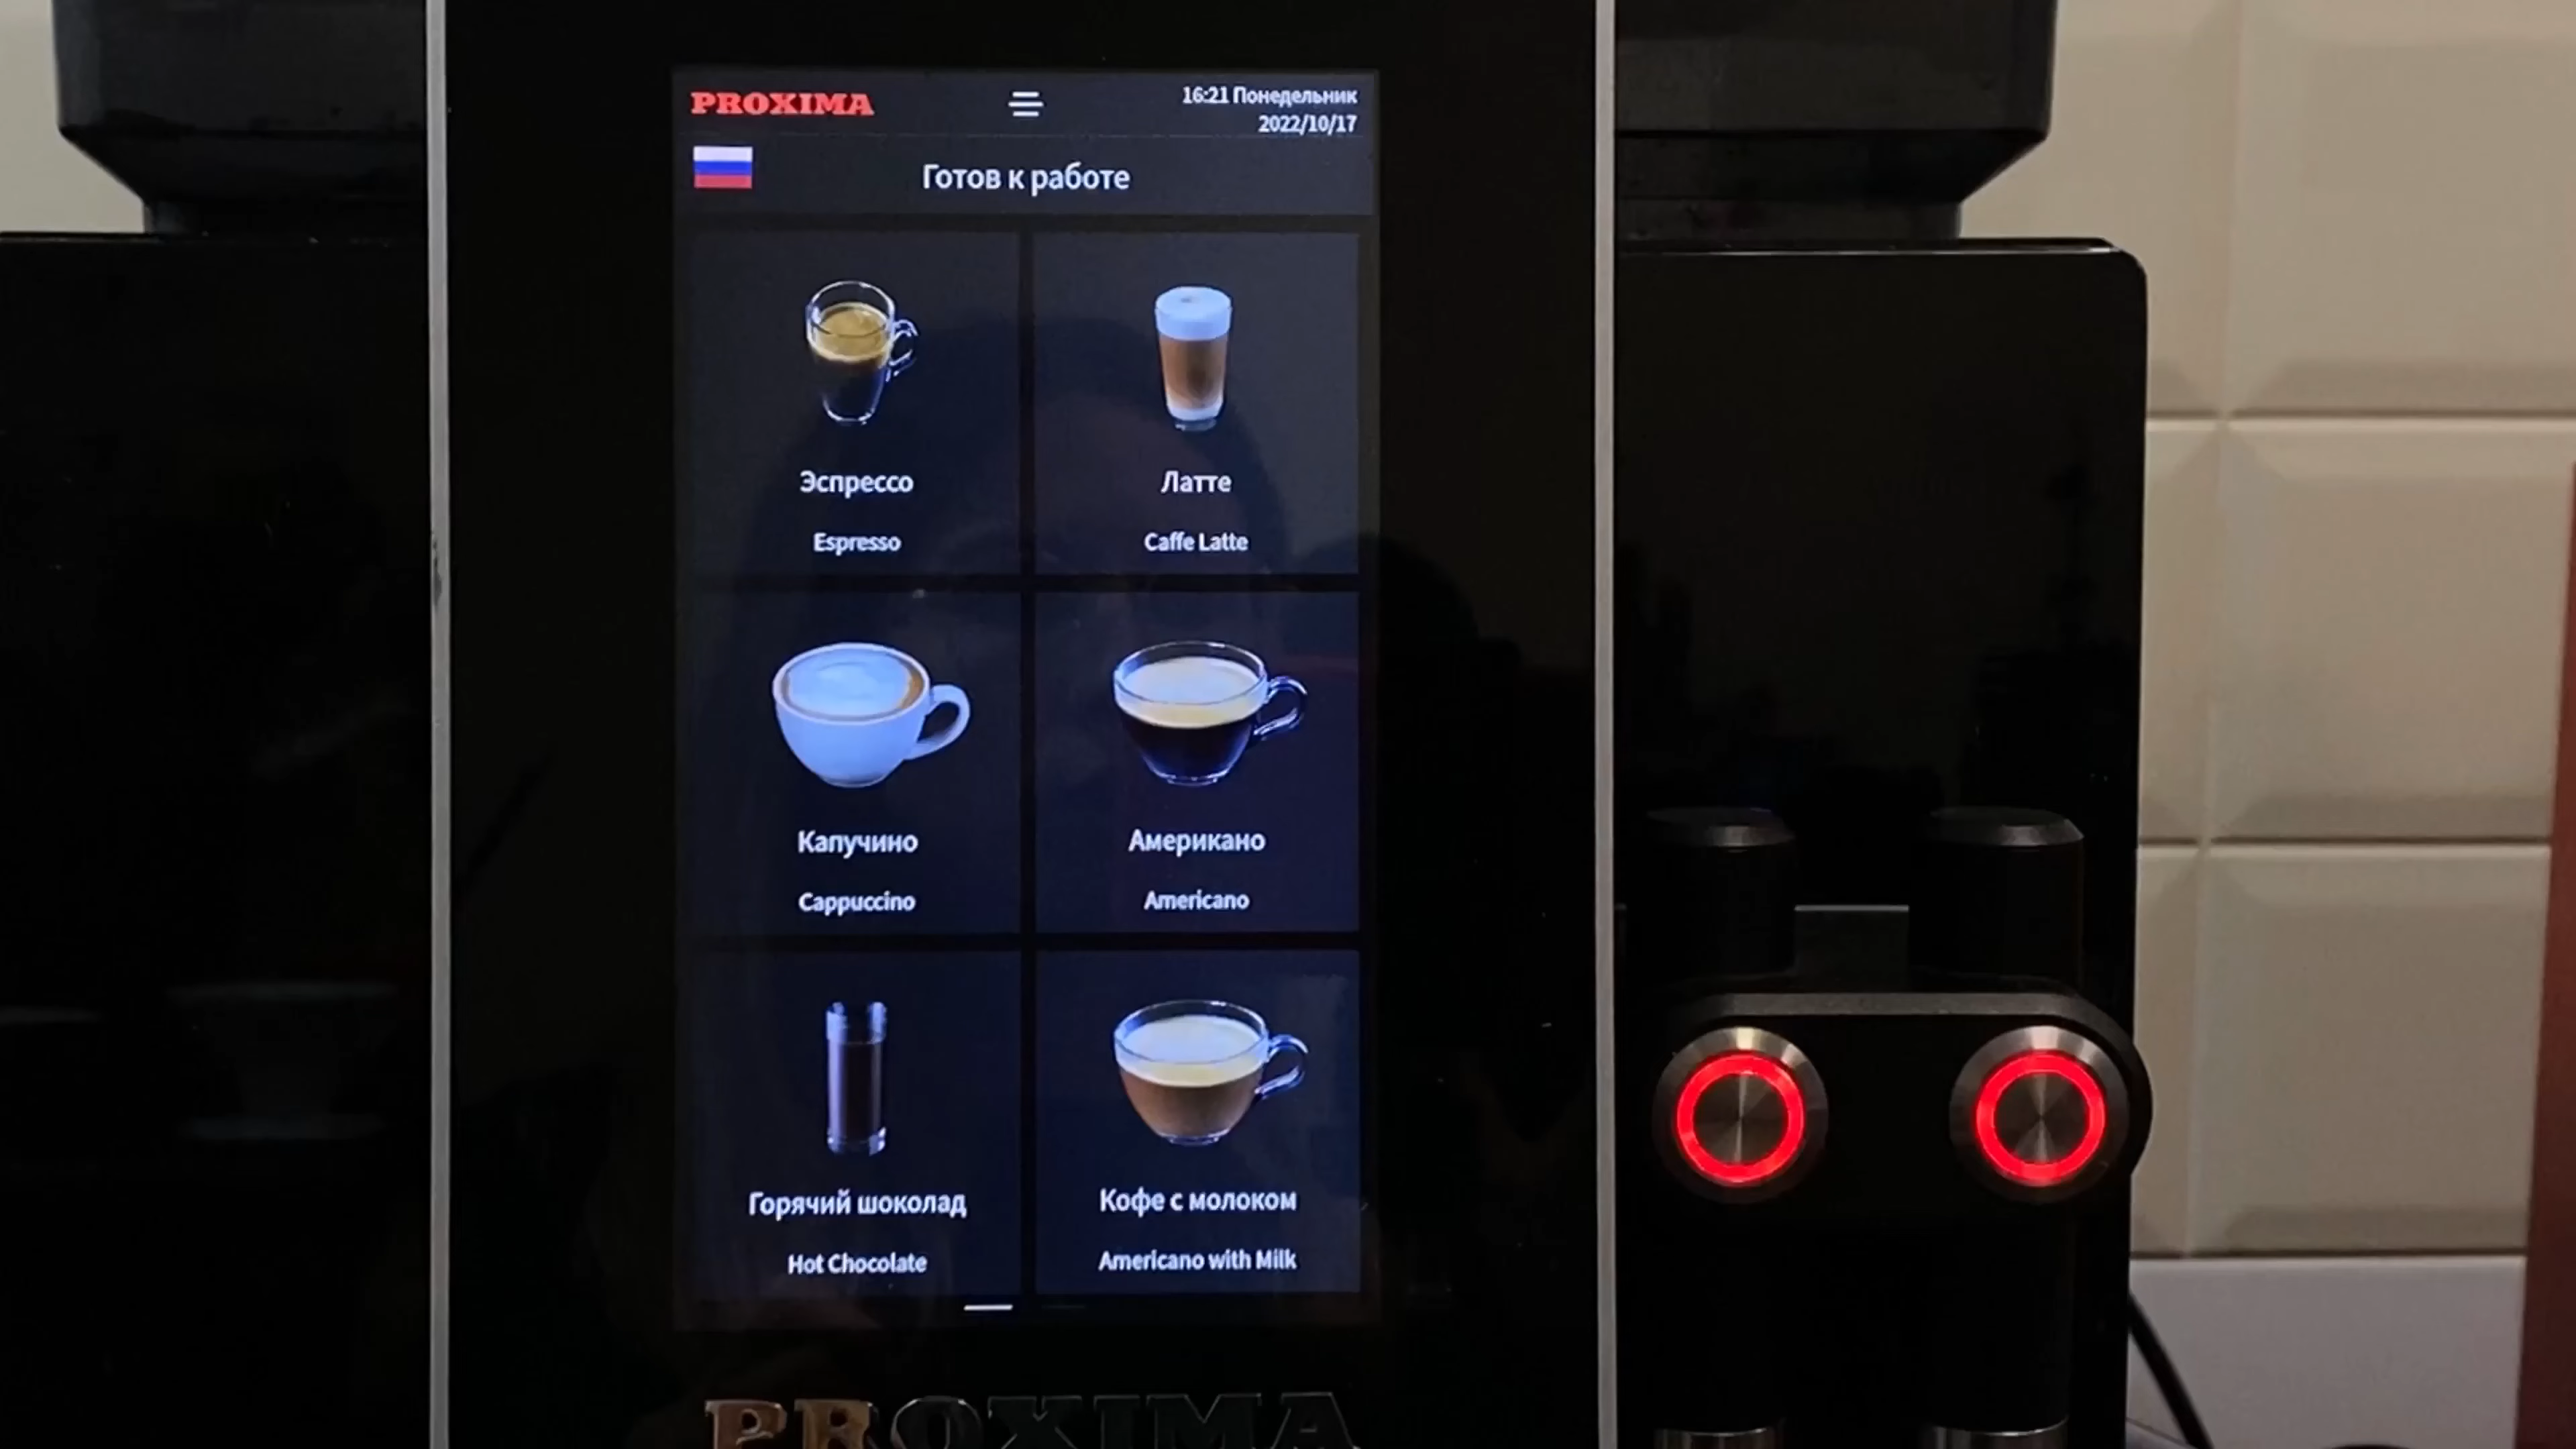 PROXIMA
16:21 Понедельник
2022/10/17
Готов к работе
Эспрессо
Espresso
Латте
Caffe Latte
Капучино
Cappuccino
Американо
Americano
Горячий шоколад
Hot Chocolate
Кофе с молоком
Americano with Milk
PROXIMA